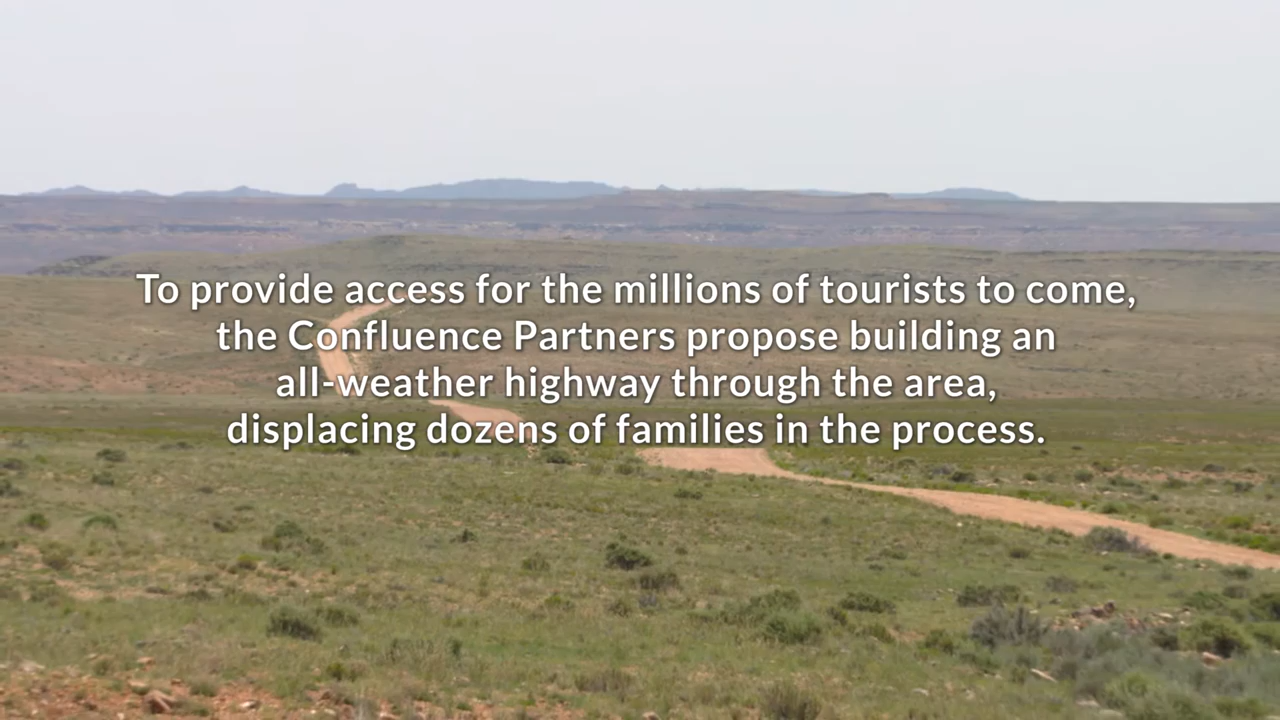 To provide access for the millions of tourists to come,
the Confluence Partners propose building an
all-weather highway through the area,
displacing dozens of families in the process.